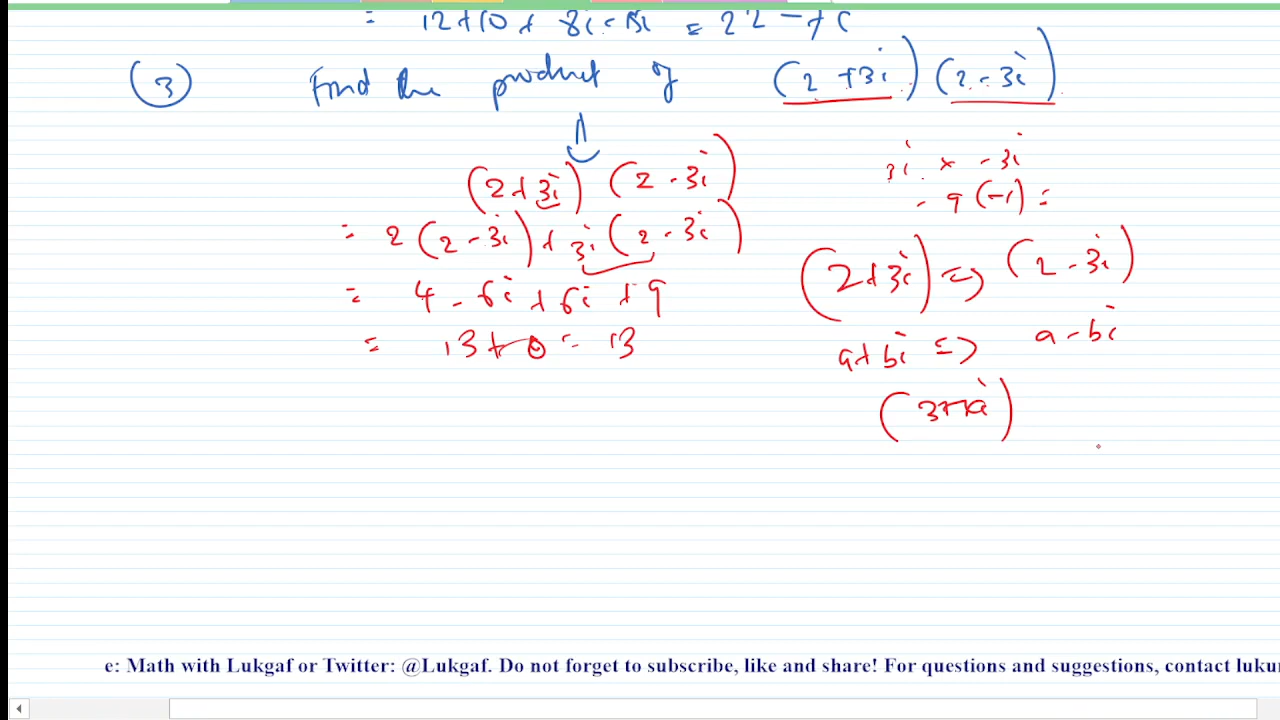 = 12 + 10 + 8i - 15i = 22 - 7i
(3) Find the product of (2 + 3i) (2 - 3i)
(2 + 3i) (2 - 3i)
= 2 (2 - 3i) + 3i (2 - 3i)
= 4 - 6i + 6i + 9
= 13 + 0 = 13
3i × -3i
- 9 (-1) =
(2 + 3i) => (2 - 3i)
a + bi => a - bi
e: Math with Lukgaf or Twitter: @Lukgaf. Do not forget to subscribe, like and share! For questions and suggestions, contact luku